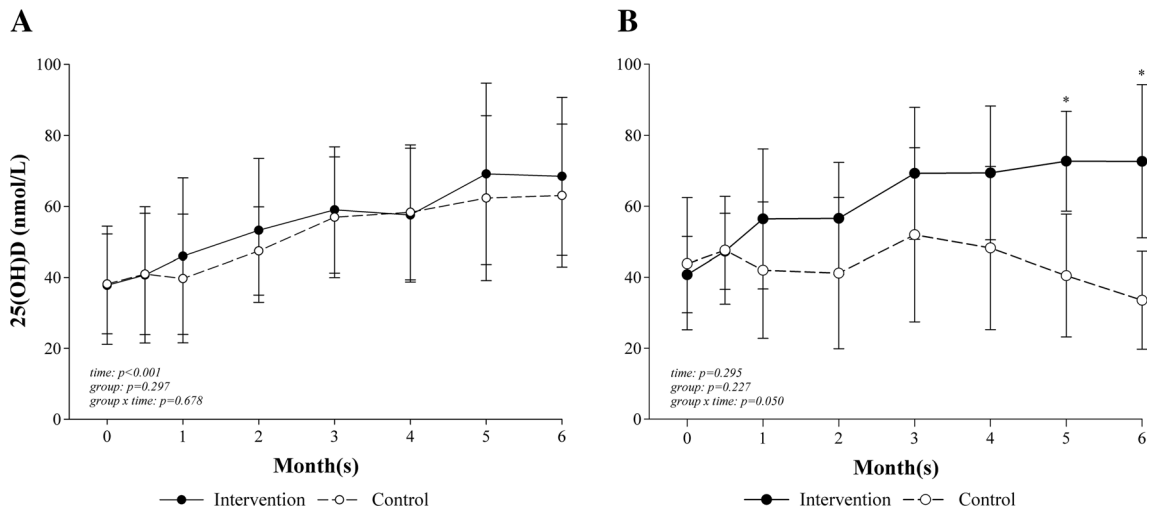 A
B
25(OH)D (nmol/L)
100
80
60
40
20
0
time: p<0.001
group: p=0.297
group x time: p=0.678
0 1 2 3 4 5 6
Month(s)
Intervention Control
100
80
60
40
20
0
* *
time: p=0.295
group: p=0.227
group x time: p=0.050
0 1 2 3 4 5 6
Month(s)
Intervention Control